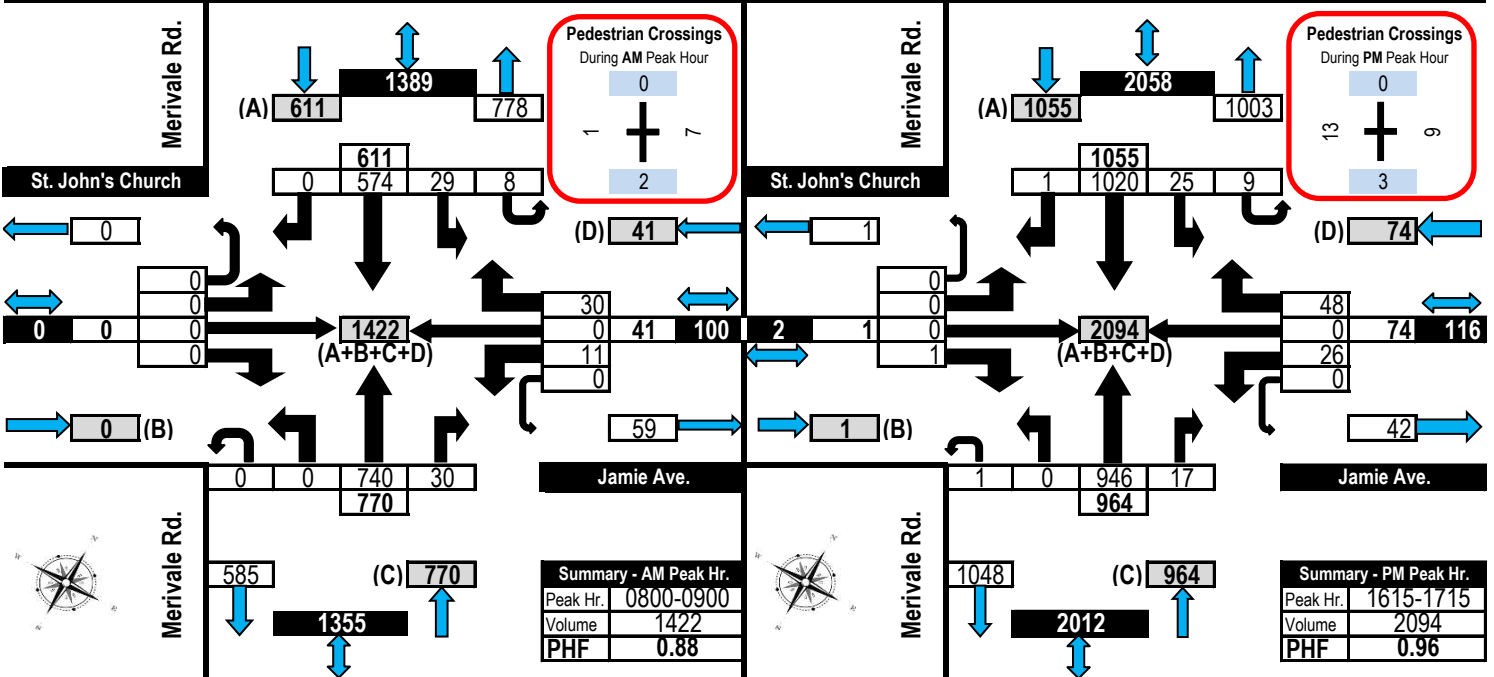 Merivale Rd.
1389
(A) 611
778
Pedestrian Crossings
During AM Peak Hour
0
1
7
2
611
0 574 29 8
St. John's Church
0
(D) 41
0
0
0 0 0
0
1422
(A+B+C+D)
30
0 41 100
11
0
0 (B)
59
0 0 740 30
770
Jamie Ave.
Merivale Rd.
585
(C) 770
1355
Summary - AM Peak Hr.
Peak Hr. 0800-0900
Volume 1422
PHF 0.88
Merivale Rd.
2058
(A) 1055
1003
Pedestrian Crossings
During PM Peak Hour
0
13
9
3
1055
1 1020 25 9
St. John's Church
1
(D) 74
0
0
2 1 0
1
2094
(A+B+C+D)
48
0 74 116
26
0
1 (B)
42
1 0 946 17
964
Jamie Ave.
Merivale Rd.
1048
(C) 964
2012
Summary - PM Peak Hr.
Peak Hr. 1615-1715
Volume 2094
PHF 0.96